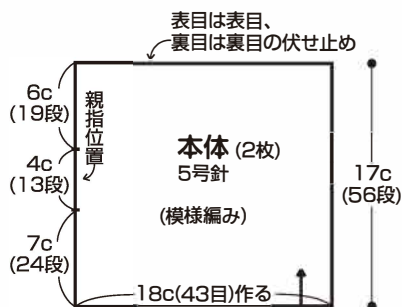 表目は表目、
裏目は裏目の伏せ止め
6c
(19段)
親指位置
4c
(13段)
7c
(24段)
本体 (2枚)
5号針
(模様編み)
17c
(56段)
18c(43目)作る